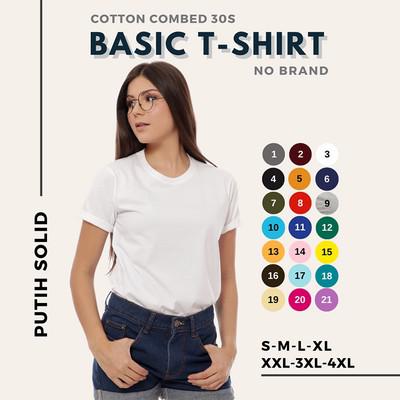 COTTON COMBED 30S
BASIC T-SHIRT
NO BRAND
PUTIH SOLID
1 2 3
4 5 6
7 8 9
10 11 12
13 14 15
16 17 18
19 20 21
S-M-L-XL
XXL-3XL-4XL